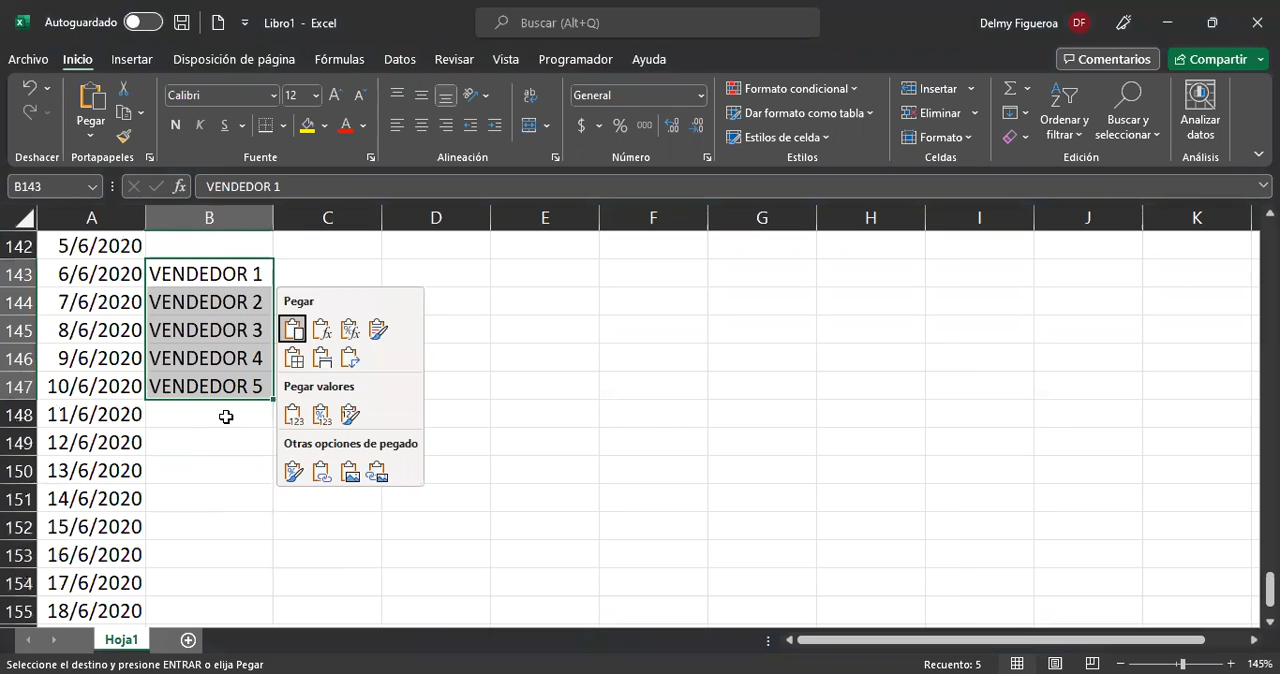 Autoguardado Libro1 - Excel Buscar (Alt+Q) Delmy Figueroa DF
Archivo Inicio Insertar Disposición de página Fórmulas Datos Revisar Vista Programador Ayuda Comentarios Compartir
Pegar Calibri 12 General Formato condicional Insertar Ordenar y filtrar Buscar y seleccionar Analizar datos
N K S $ % 000 Dar formato como tabla Eliminar
Estilos de celda Formato
Deshacer Portapapeles Fuente Alineación Número Estilos Celdas Edición Análisis
B143 fx VENDEDOR 1
A B C D E F G H I J K
142 5/6/2020
143 6/6/2020 VENDEDOR 1
144 7/6/2020 VENDEDOR 2
145 8/6/2020 VENDEDOR 3
146 9/6/2020 VENDEDOR 4
147 10/6/2020 VENDEDOR 5
148 11/6/2020
149 12/6/2020
150 13/6/2020
151 14/6/2020
152 15/6/2020
153 16/6/2020
154 17/6/2020
155 18/6/2020
Pegar
Pegar valores
Otras opciones de pegado
Hoja1
Seleccione el destino y presione ENTRAR o elija Pegar Recuento: 5 145%